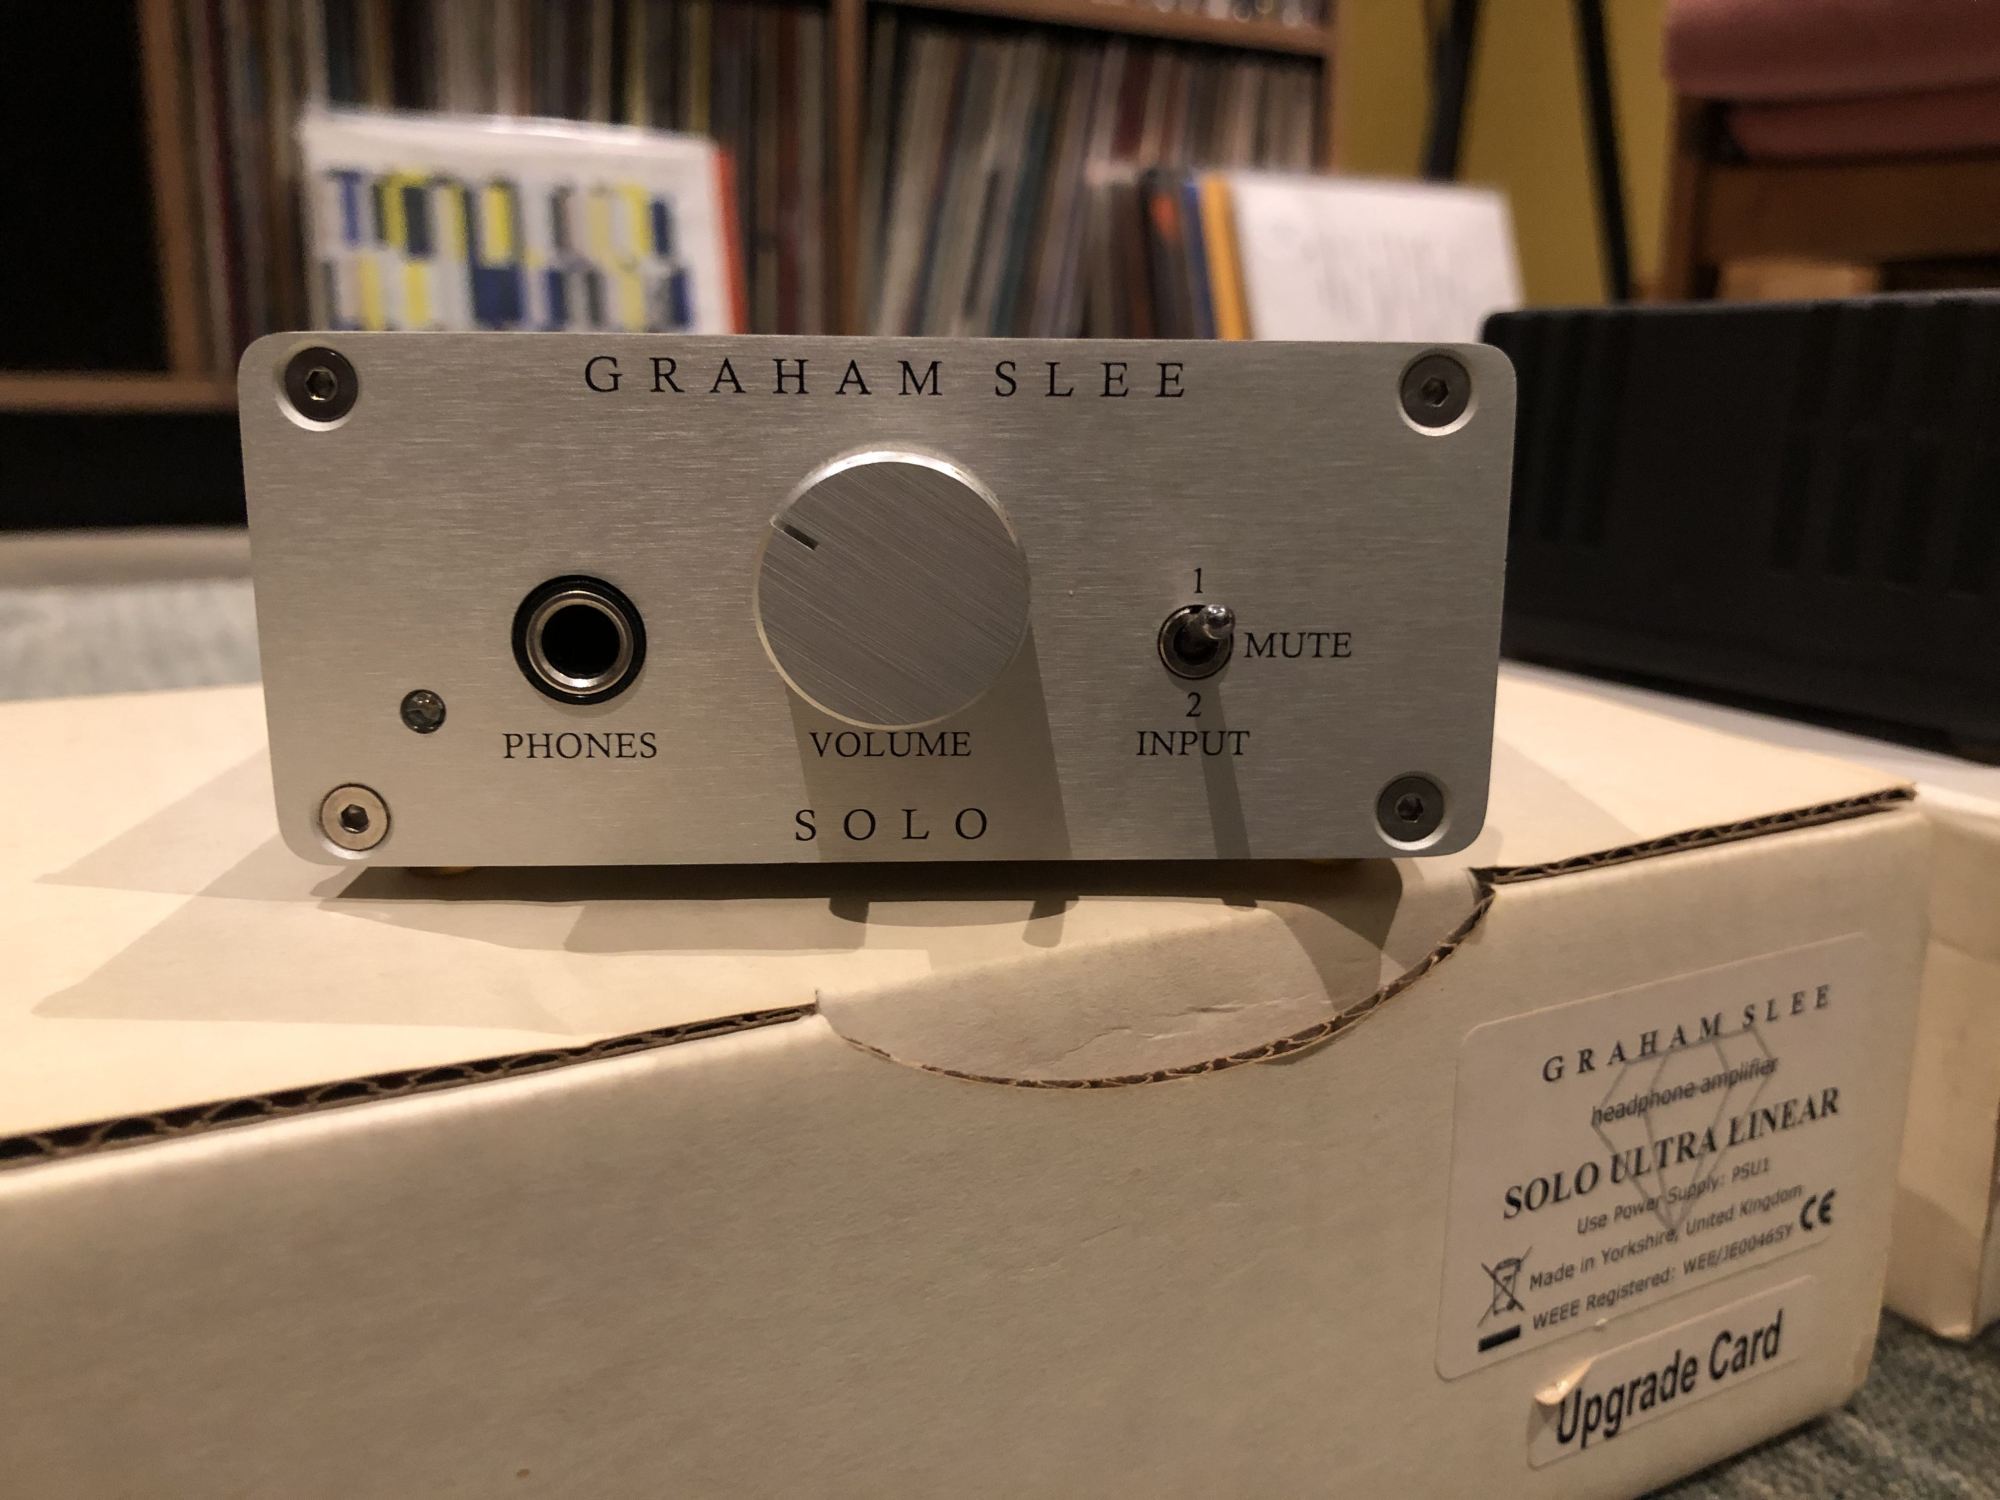 GRAHAM SLEE
1
MUTE
2
PHONES
VOLUME
INPUT
SOLO
GRAHAM SLEE
headphone amplifier
SOLO ULTRA LINEAR
Use Power Supply: PSU1
Made in Yorkshire, United Kingdom
CE
WEEE Registered: WEE/JE0046SY
Upgrade Card